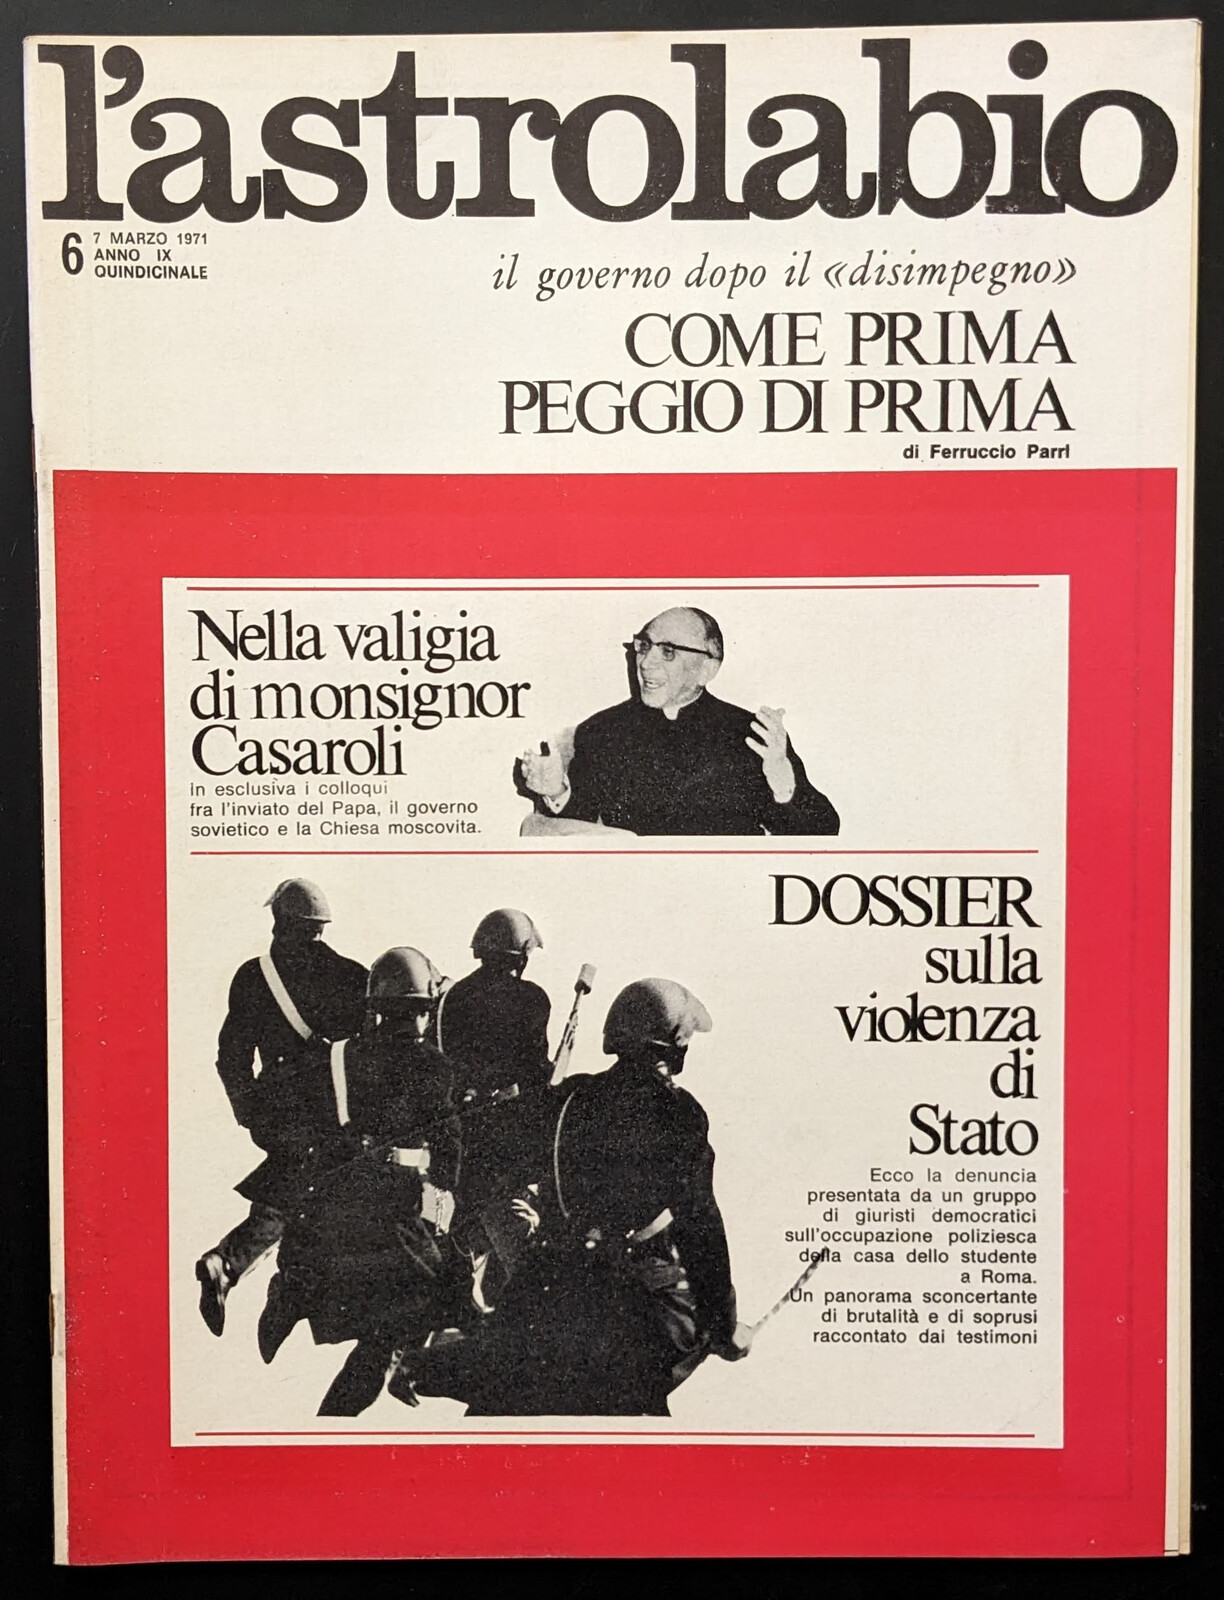 l'astrolabio
6
7 MARZO 1971
ANNO IX
QUINDICINALE
il governo dopo il «disimpegno»
COME PRIMA
PEGGIO DI PRIMA
di Ferruccio Parri
Nella valigia
di monsignor
Casaroli
in esclusiva i colloqui
fra l'inviato del Papa, il governo
sovietico e la Chiesa moscovita.
DOSSIER
sulla
violenza
di
Stato
Ecco la denuncia
presentata da un gruppo
di giuristi democratici
sull'occupazione poliziesca
della casa dello studente
a Roma.
Un panorama sconcertante
di brutalità e di soprusi
raccontato dai testimoni